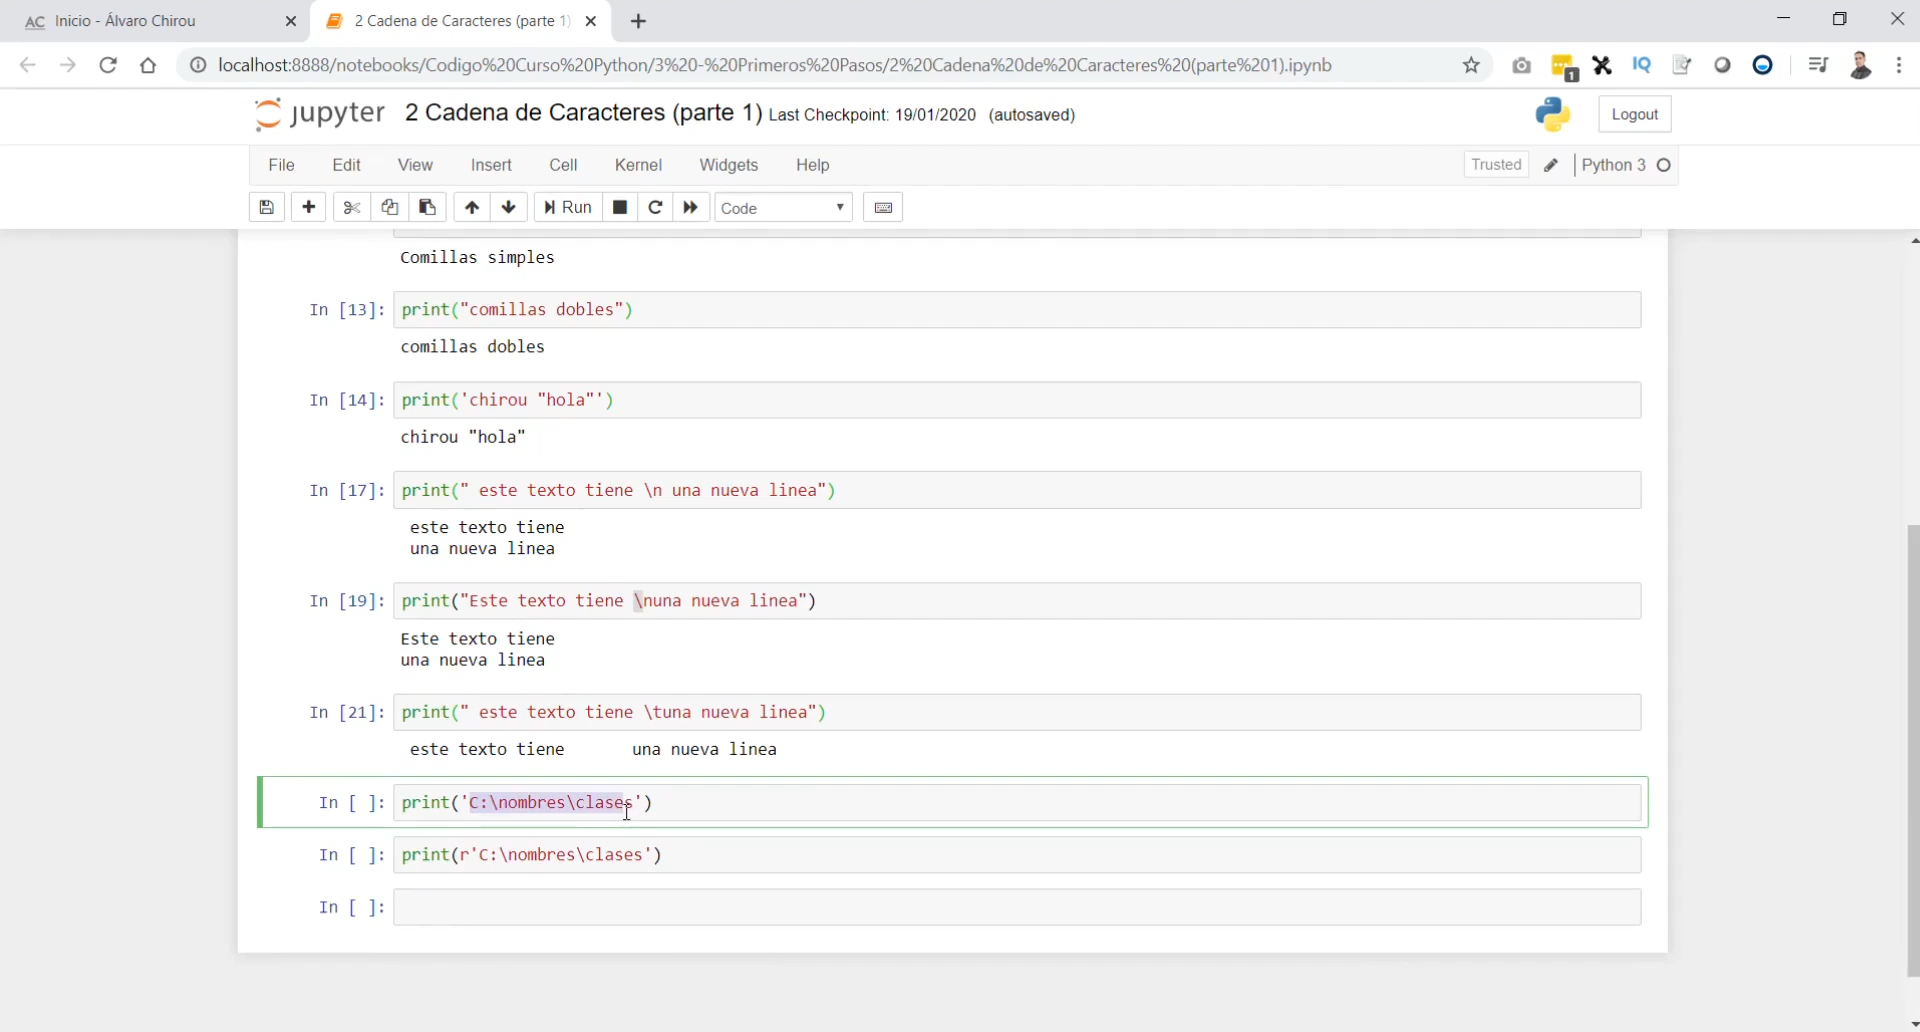 AC Inicio - Álvaro Chirou
2 Cadena de Caracteres (parte 1)
localhost:8888/notebooks/Codigo%20Curso%20Python/3%20-%20Primeros%20Pasos/2%20Cadena%20de%20Caracteres%20(parte%201).ipynb
1
IQ
jupyter 2 Cadena de Caracteres (parte 1) Last Checkpoint: 19/01/2020 (autosaved)
Logout
File Edit View Insert Cell Kernel Widgets Help
Trusted Python 3
Run Code
Comillas simples
In [13]: print("comillas dobles")
comillas dobles
In [14]: print('chirou "hola"')
chirou "hola"
In [17]: print(" este texto tiene \n una nueva linea")
este texto tiene
una nueva linea
In [19]: print("Este texto tiene \nuna nueva linea")
Este texto tiene
una nueva linea
In [21]: print(" este texto tiene \tuna nueva linea")
este texto tiene una nueva linea
In [ ]: print('C:\nombres\clases')
In [ ]: print(r'C:\nombres\clases')
In [ ]: